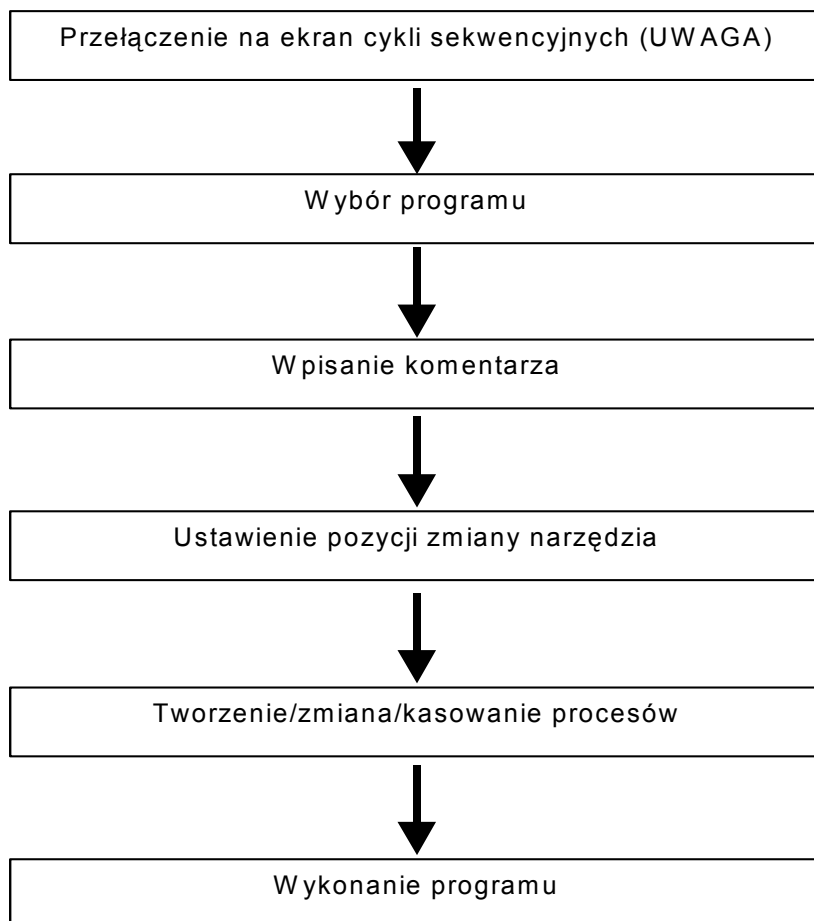 Przełączenie na ekran cykli sekwencyjnych (UWAGA)
Wybór programu
Wpisanie komentarza
Ustawienie pozycji zmiany narzędzia
Tworzenie/zmiana/kasowanie procesów
Wykonanie programu